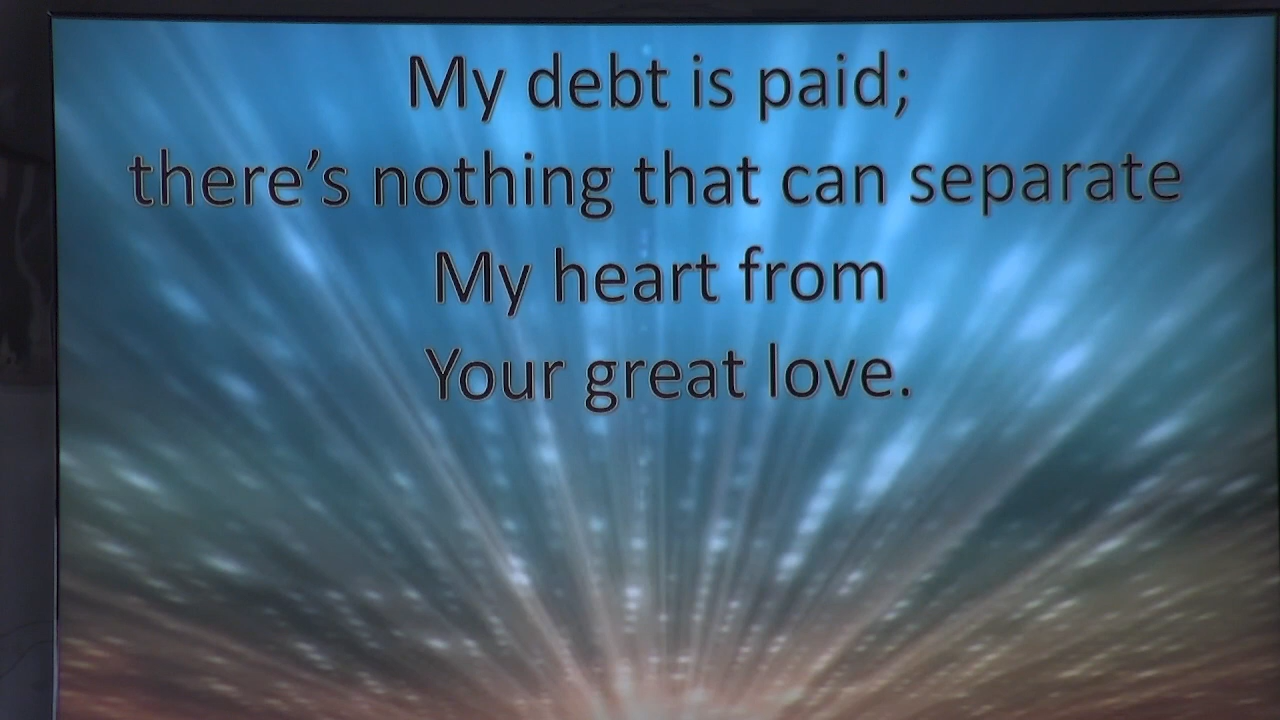 My debt is paid;
there’s nothing that can separate
My heart from
Your great love.